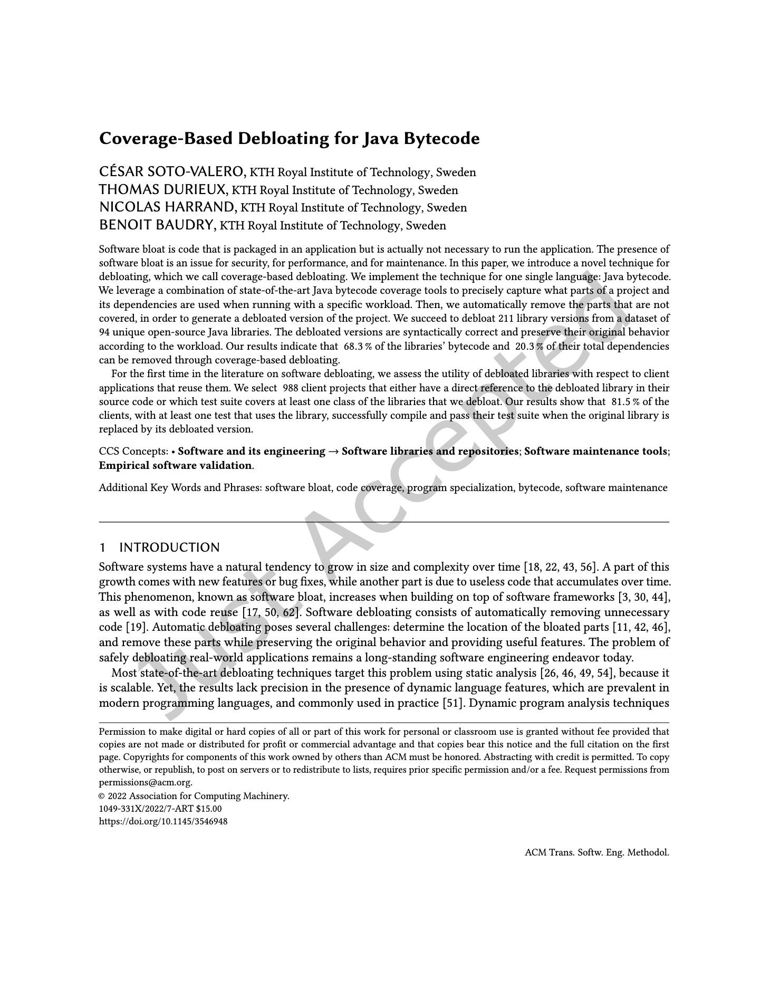 Coverage-Based Debloating for Java Bytecode
CÉSAR SOTO-VALERO, KTH Royal Institute of Technology, Sweden
THOMAS DURIEUX, KTH Royal Institute of Technology, Sweden
NICOLAS HARRAND, KTH Royal Institute of Technology, Sweden
BENOIT BAUDRY, KTH Royal Institute of Technology, Sweden
Software bloat is code that is packaged in an application but is actually not necessary to run the application. The presence of
software bloat is an issue for security, for performance, and for maintenance. In this paper, we introduce a novel technique for
debloating, which we call coverage-based debloating. We implement the technique for one single language: Java bytecode.
We leverage a combination of state-of-the-art Java bytecode coverage tools to precisely capture what parts of a project and
its dependencies are used when running with a specific workload. Then, we automatically remove the parts that are not
covered, in order to generate a debloated version of the project. We succeed to debloat 211 library versions from a dataset of
94 unique open-source Java libraries. The debloated versions are syntactically correct and preserve their original behavior
according to the workload. Our results indicate that 68.3 % of the libraries' bytecode and 20.3 % of their total dependencies
can be removed through coverage-based debloating.
For the first time in the literature on software debloating, we assess the utility of debloated libraries with respect to client
applications that reuse them. We select 988 client projects that either have a direct reference to the debloated library in their
source code or which test suite covers at least one class of the libraries that we debloat. Our results show that 81.5 % of the
clients, with at least one test that uses the library, successfully compile and pass their test suite when the original library is
replaced by its debloated version.
CCS Concepts: • Software and its engineering → Software libraries and repositories; Software maintenance tools;
Empirical software validation.
Additional Key Words and Phrases: software bloat, code coverage, program specialization, bytecode, software maintenance
1 INTRODUCTION
Software systems have a natural tendency to grow in size and complexity over time [18, 22, 43, 56]. A part of this
growth comes with new features or bug fixes, while another part is due to useless code that accumulates over time.
This phenomenon, known as software bloat, increases when building on top of software frameworks [3, 30, 44],
as well as with code reuse [17, 50, 62]. Software debloating consists of automatically removing unnecessary
code [19]. Automatic debloating poses several challenges: determine the location of the bloated parts [11, 42, 46],
and remove these parts while preserving the original behavior and providing useful features. The problem of
safely debloating real-world applications remains a long-standing software engineering endeavor today.
Most state-of-the-art debloating techniques target this problem using static analysis [26, 46, 49, 54], because it
is scalable. Yet, the results lack precision in the presence of dynamic language features, which are prevalent in
modern programming languages, and commonly used in practice [51]. Dynamic program analysis techniques
Permission to make digital or hard copies of all or part of this work for personal or classroom use is granted without fee provided that
copies are not made or distributed for profit or commercial advantage and that copies bear this notice and the full citation on the first
page. Copyrights for components of this work owned by others than ACM must be honored. Abstracting with credit is permitted. To copy
otherwise, or republish, to post on servers or to redistribute to lists, requires prior specific permission and/or a fee. Request permissions from
permissions@acm.org.
© 2022 Association for Computing Machinery.
1049-331X/2022/7-ART $15.00
https://doi.org/10.1145/3546948
ACM Trans. Softw. Eng. Methodol.
Just Accepted